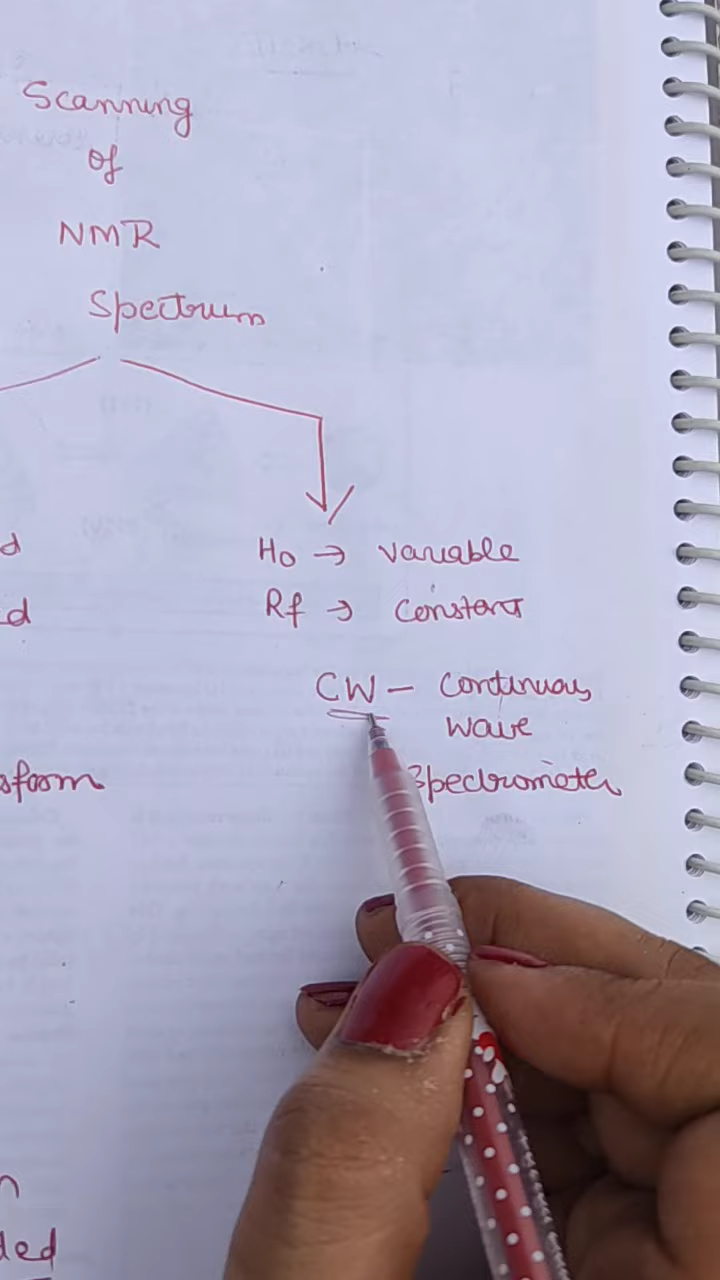 Scanning
of
NMR
Spectrum
d
Ho → variable
d
Rf → constant
CW – continuous
wave
sform
Spectrometer
n
ded